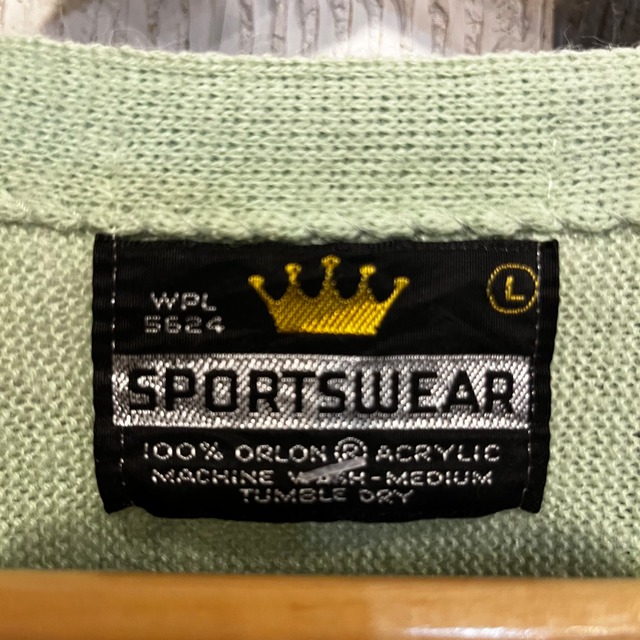 WPL
5624
L
SPORTSWEAR
100% ORLON ® ACRYLIC
MACHINE WASH-MEDIUM
TUMBLE DRY